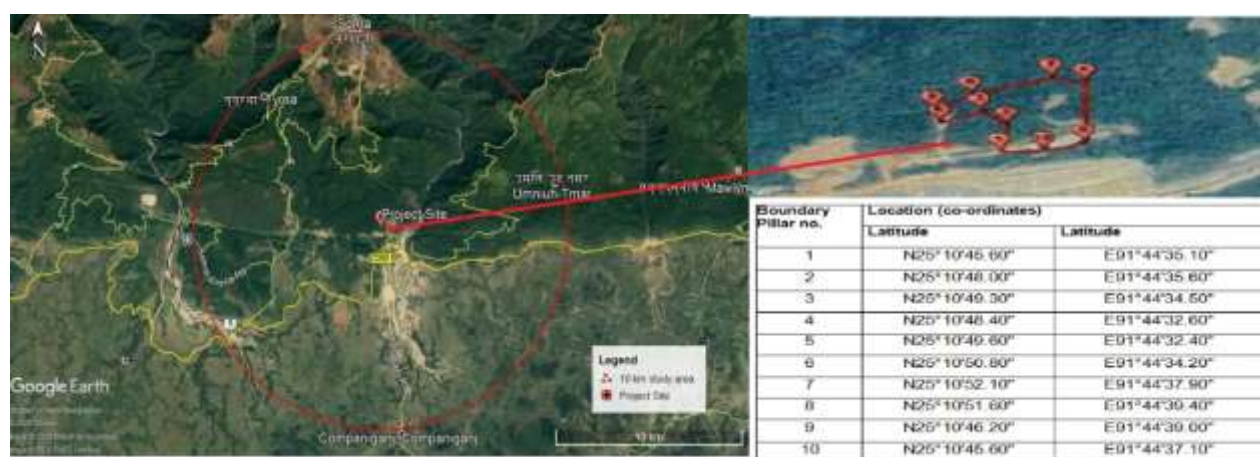 N
Project Site
Umniuh-Tmar
Google Earth
Legend
10 km study area
Project Site
10 km
Companiganj Companiganj
Boundary Pillar no.
Location (co-ordinates)
Latitude Latitude
1 N25°10'45.60" E91°44'35.10"
2 N25°10'48.00" E91°44'35.60"
3 N25°10'49.30" E91°44'34.50"
4 N25°10'48.40" E91°44'32.60"
5 N25°10'49.60" E91°44'32.40"
6 N25°10'50.80" E91°44'34.20"
7 N25°10'52.10" E91°44'37.90"
8 N25°10'51.60" E91°44'39.40"
9 N25°10'46.20" E91°44'39.00"
10 N25°10'45.60" E91°44'37.10"